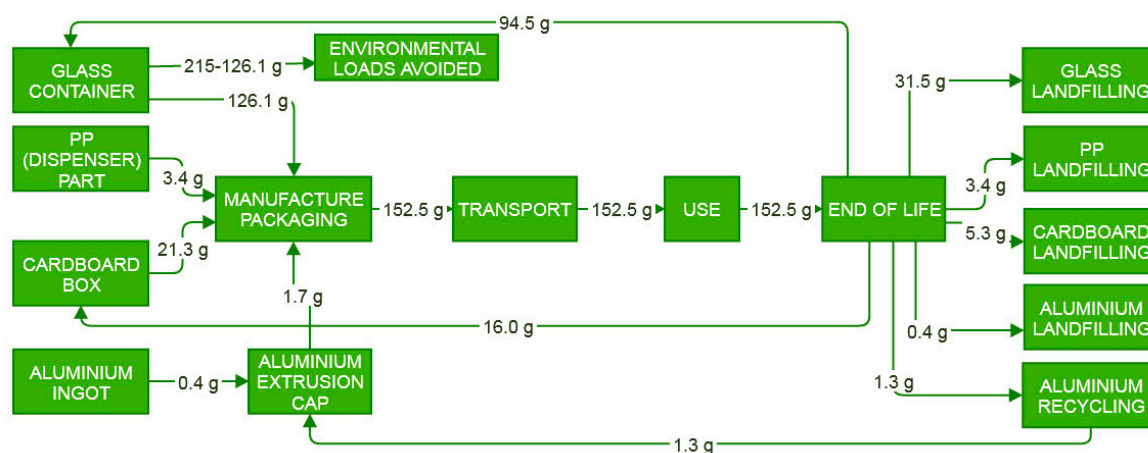 94.5 g
GLASS
CONTAINER
215-126.1 g
ENVIRONMENTAL
LOADS AVOIDED
126.1 g
31.5 g
GLASS
LANDFILLING
PP
(DISPENSER)
PART
3.4 g
MANUFACTURE
PACKAGING
152.5 g
TRANSPORT
152.5 g
USE
152.5 g
END OF LIFE
3.4 g
PP
LANDFILLING
CARDBOARD
BOX
21.3 g
5.3 g
CARDBOARD
LANDFILLING
1.7 g
16.0 g
0.4 g
ALUMINIUM
LANDFILLING
ALUMINIUM
INGOT
0.4 g
ALUMINIUM
EXTRUSION
CAP
1.3 g
ALUMINIUM
RECYCLING
1.3 g